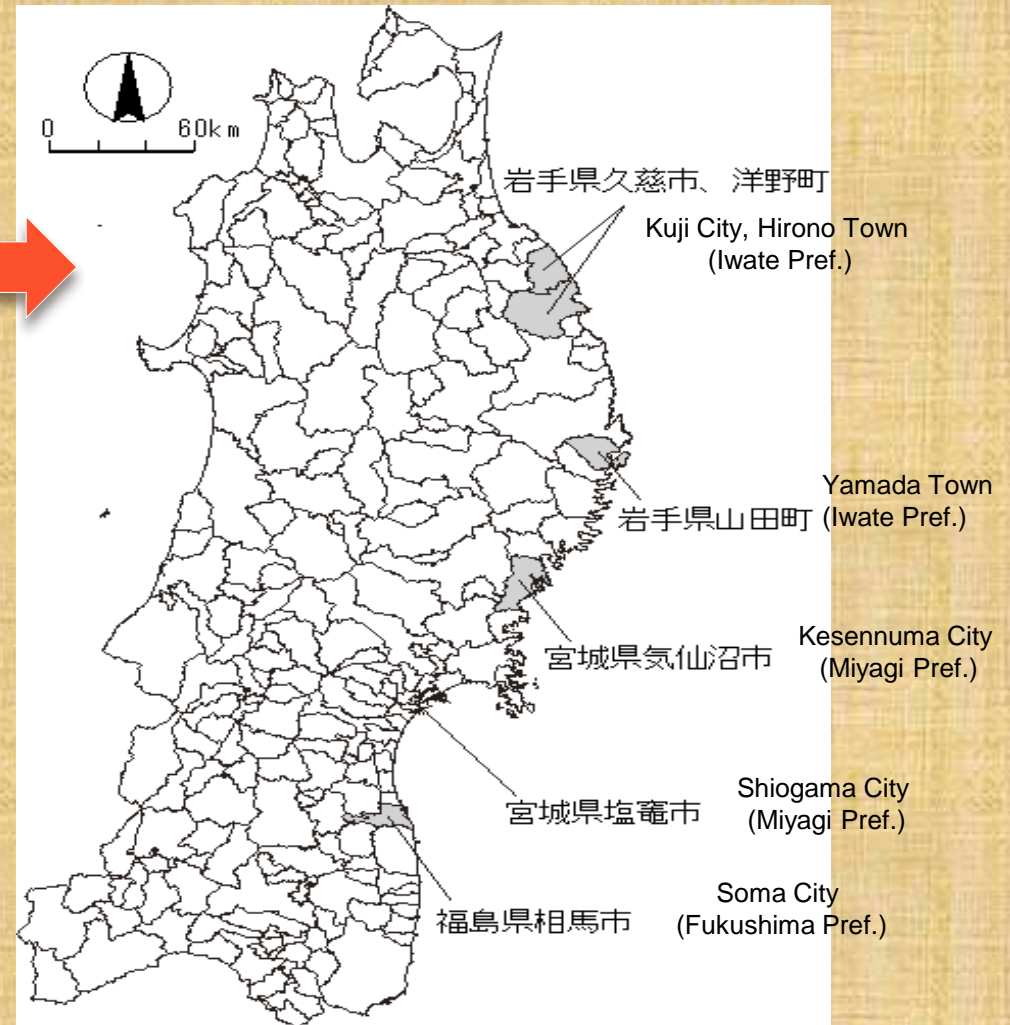 0 60km
岩手県久慈市、洋野町
Kuji City, Hirono Town
(Iwate Pref.)
Yamada Town
岩手県山田町 (Iwate Pref.)
Kesennuma City
宮城県気仙沼市 (Miyagi Pref.)
Shiogama City
宮城県塩竈市 (Miyagi Pref.)
Soma City
福島県相馬市 (Fukushima Pref.)